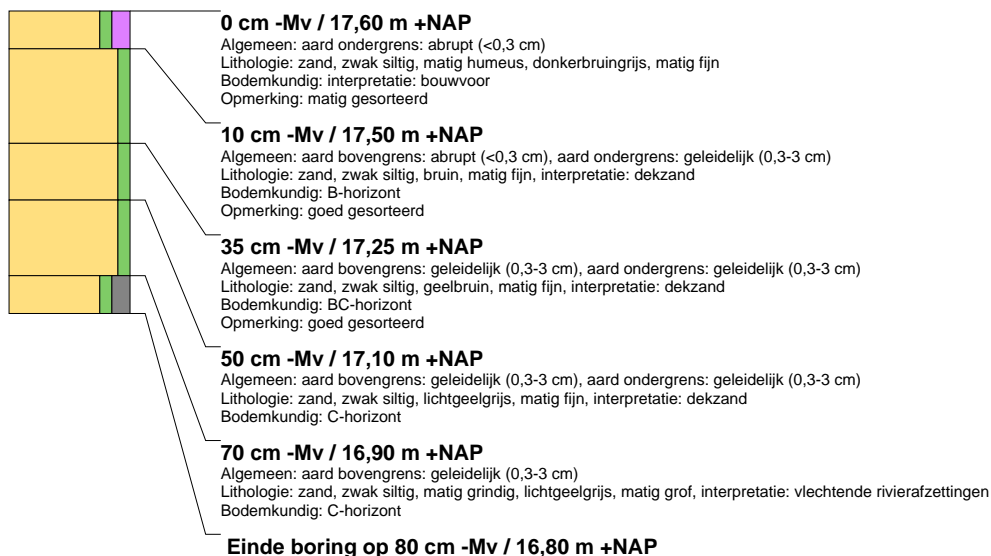 0 cm -Mv / 17,60 m +NAP
Algemeen: aard ondergrens: abrupt (<0,3 cm)
Lithologie: zand, zwak siltig, matig humeus, donkerbruingrijs, matig fijn
Bodemkundig: interpretatie: bouwvoor
Opmerking: matig gesorteerd
10 cm -Mv / 17,50 m +NAP
Algemeen: aard bovengrens: abrupt (<0,3 cm), aard ondergrens: geleidelijk (0,3-3 cm)
Lithologie: zand, zwak siltig, bruin, matig fijn, interpretatie: dekzand
Bodemkundig: B-horizont
Opmerking: goed gesorteerd
35 cm -Mv / 17,25 m +NAP
Algemeen: aard bovengrens: geleidelijk (0,3-3 cm), aard ondergrens: geleidelijk (0,3-3 cm)
Lithologie: zand, zwak siltig, geelbruin, matig fijn, interpretatie: dekzand
Bodemkundig: BC-horizont
Opmerking: goed gesorteerd
50 cm -Mv / 17,10 m +NAP
Algemeen: aard bovengrens: geleidelijk (0,3-3 cm), aard ondergrens: geleidelijk (0,3-3 cm)
Lithologie: zand, zwak siltig, lichtgeelgrijs, matig fijn, interpretatie: dekzand
Bodemkundig: C-horizont
70 cm -Mv / 16,90 m +NAP
Algemeen: aard bovengrens: geleidelijk (0,3-3 cm)
Lithologie: zand, zwak siltig, matig grindig, lichtgeelgrijs, matig grof, interpretatie: vlechtende rivierafzettingen
Bodemkundig: C-horizont
Einde boring op 80 cm -Mv / 16,80 m +NAP